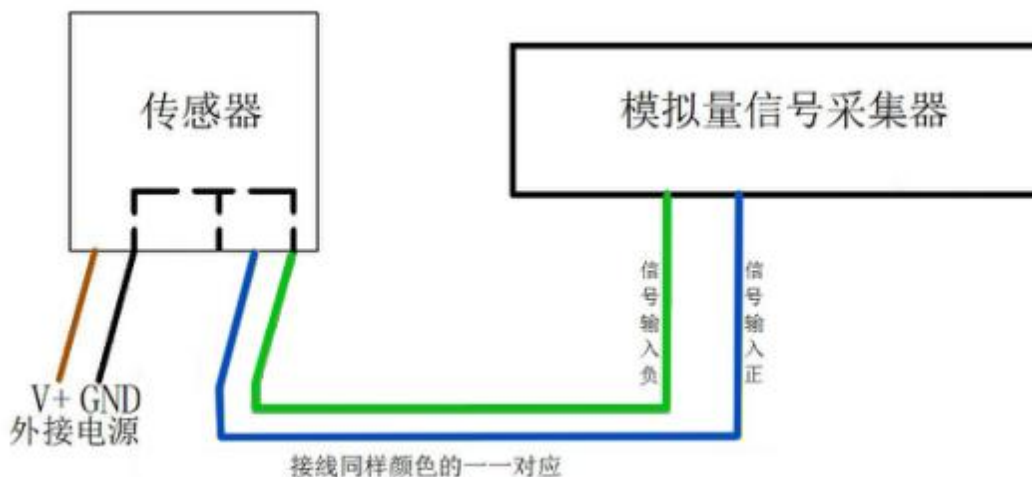 传感器
模拟量信号采集器
信号输入负
信号输入正
V+ GND
外接电源
接线同样颜色的一一对应